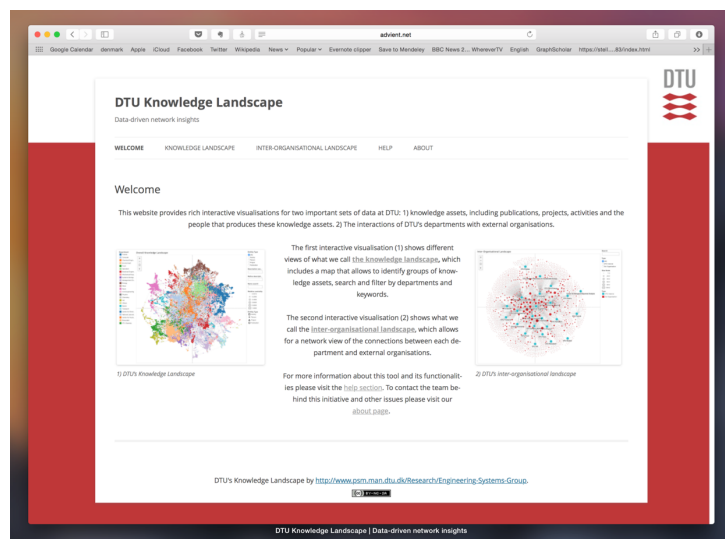 advient.net
Google Calendar denmark Apple iCloud Facebook Twitter Wikipedia News Popular Evernote clipper Save to Mendeley BBC News 2... WhereverTV English GraphScholar https://stell....83/index.html >> +
DTU
DTU Knowledge Landscape
Data-driven network insights
WELCOME KNOWLEDGE LANDSCAPE INTER-ORGANISATIONAL LANDSCAPE HELP ABOUT
Welcome
This website provides rich interactive visualisations for two important sets of data at DTU: 1) knowledge assets, including publications, projects, activities and the
people that produces these knowledge assets. 2) The interactions of DTU's departments with external organisations.
The first interactive visualisation (1) shows different
views of what we call the knowledge landscape, which
includes a map that allows to identify groups of know-
ledge assets, search and filter by departments and
keywords.
The second interactive visualisation (2) shows what we
call the inter-organisational landscape, which allows
for a network view of the connections between each de-
partment and external organisations.
For more information about this tool and its functionalit-
ies please visit the help section. To contact the team be-
hind this initiative and other issues please visit our
about page.
1) DTU's Knowledge Landscape
2) DTU's inter-organisational landscape
DTU's Knowledge Landscape by http://www.psm.man.dtu.dk/Research/Engineering-Systems-Group.
BY-NC-SA
DTU Knowledge Landscape | Data-driven network insights